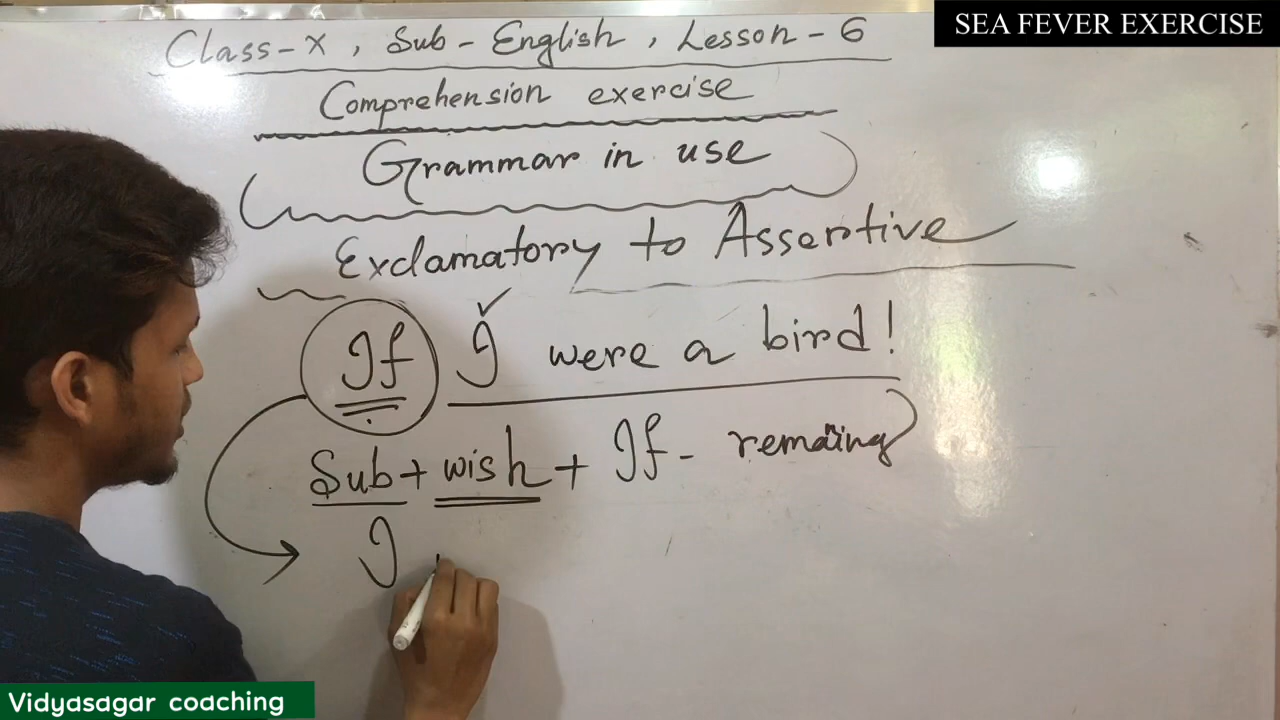 SEA FEVER EXERCISE
Class-X, Sub-English, Lesson-6
Comprehension exercise
Grammar in use
Exclamatory to Assertive
If I were a bird!
Sub + wish + If - remaining
I
Vidyasagar coaching